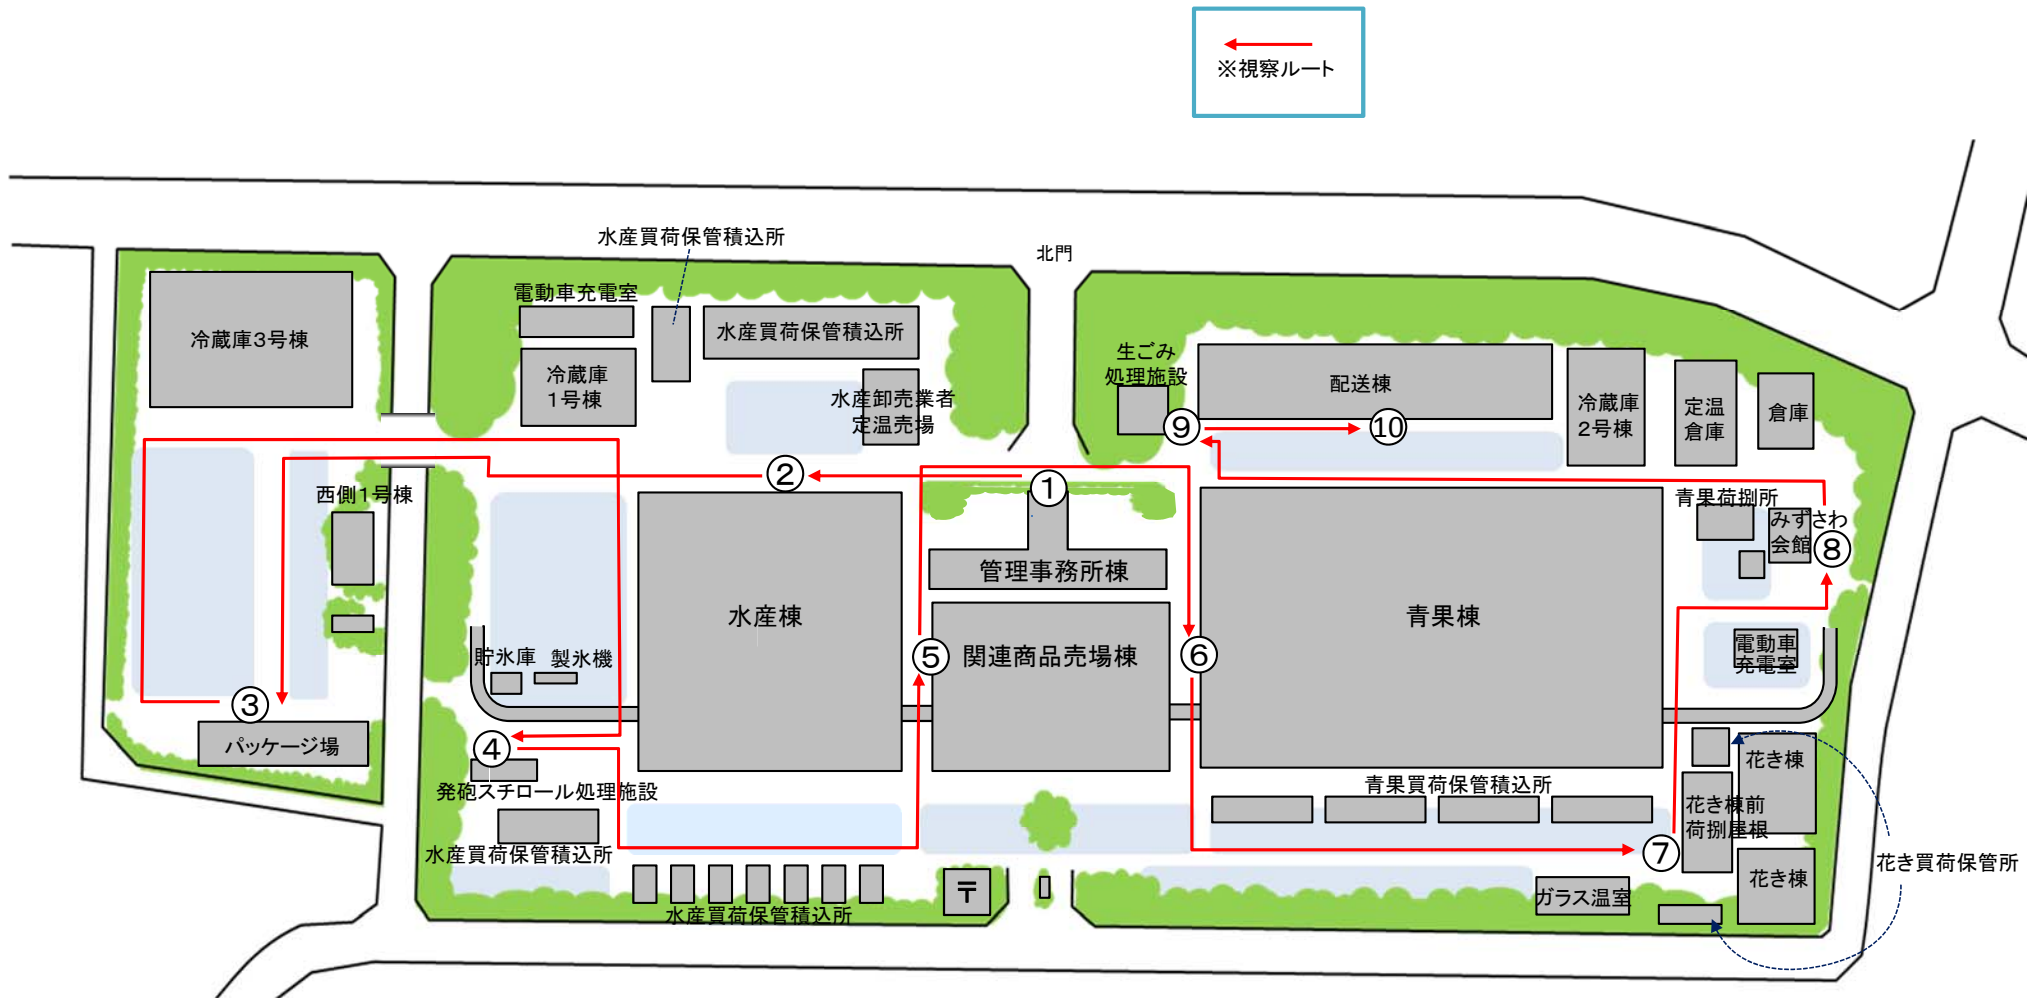 ※視察ルート
北門
水産買荷保管積込所
電動車充電室
水産買荷保管積込所
冷蔵庫3号棟
冷蔵庫
1号棟
水産卸売業者
定温売場
生ごみ
処理施設
配送棟
冷蔵庫
2号棟
定温
倉庫
倉庫
⑨
⑩
②
①
西側1号棟
青果荷捌所
みずさわ
会館
⑧
管理事務所棟
水産棟
青果棟
貯氷庫
製氷機
⑤
関連商品売場棟
⑥
電動車
充電室
③
パッケージ場
④
発砲スチロール処理施設
水産買荷保管積込所
青果買荷保管積込所
花き棟
花き棟前
荷捌屋根
⑦
花き買荷保管所
花き棟
〒
ガラス温室
水産買荷保管積込所